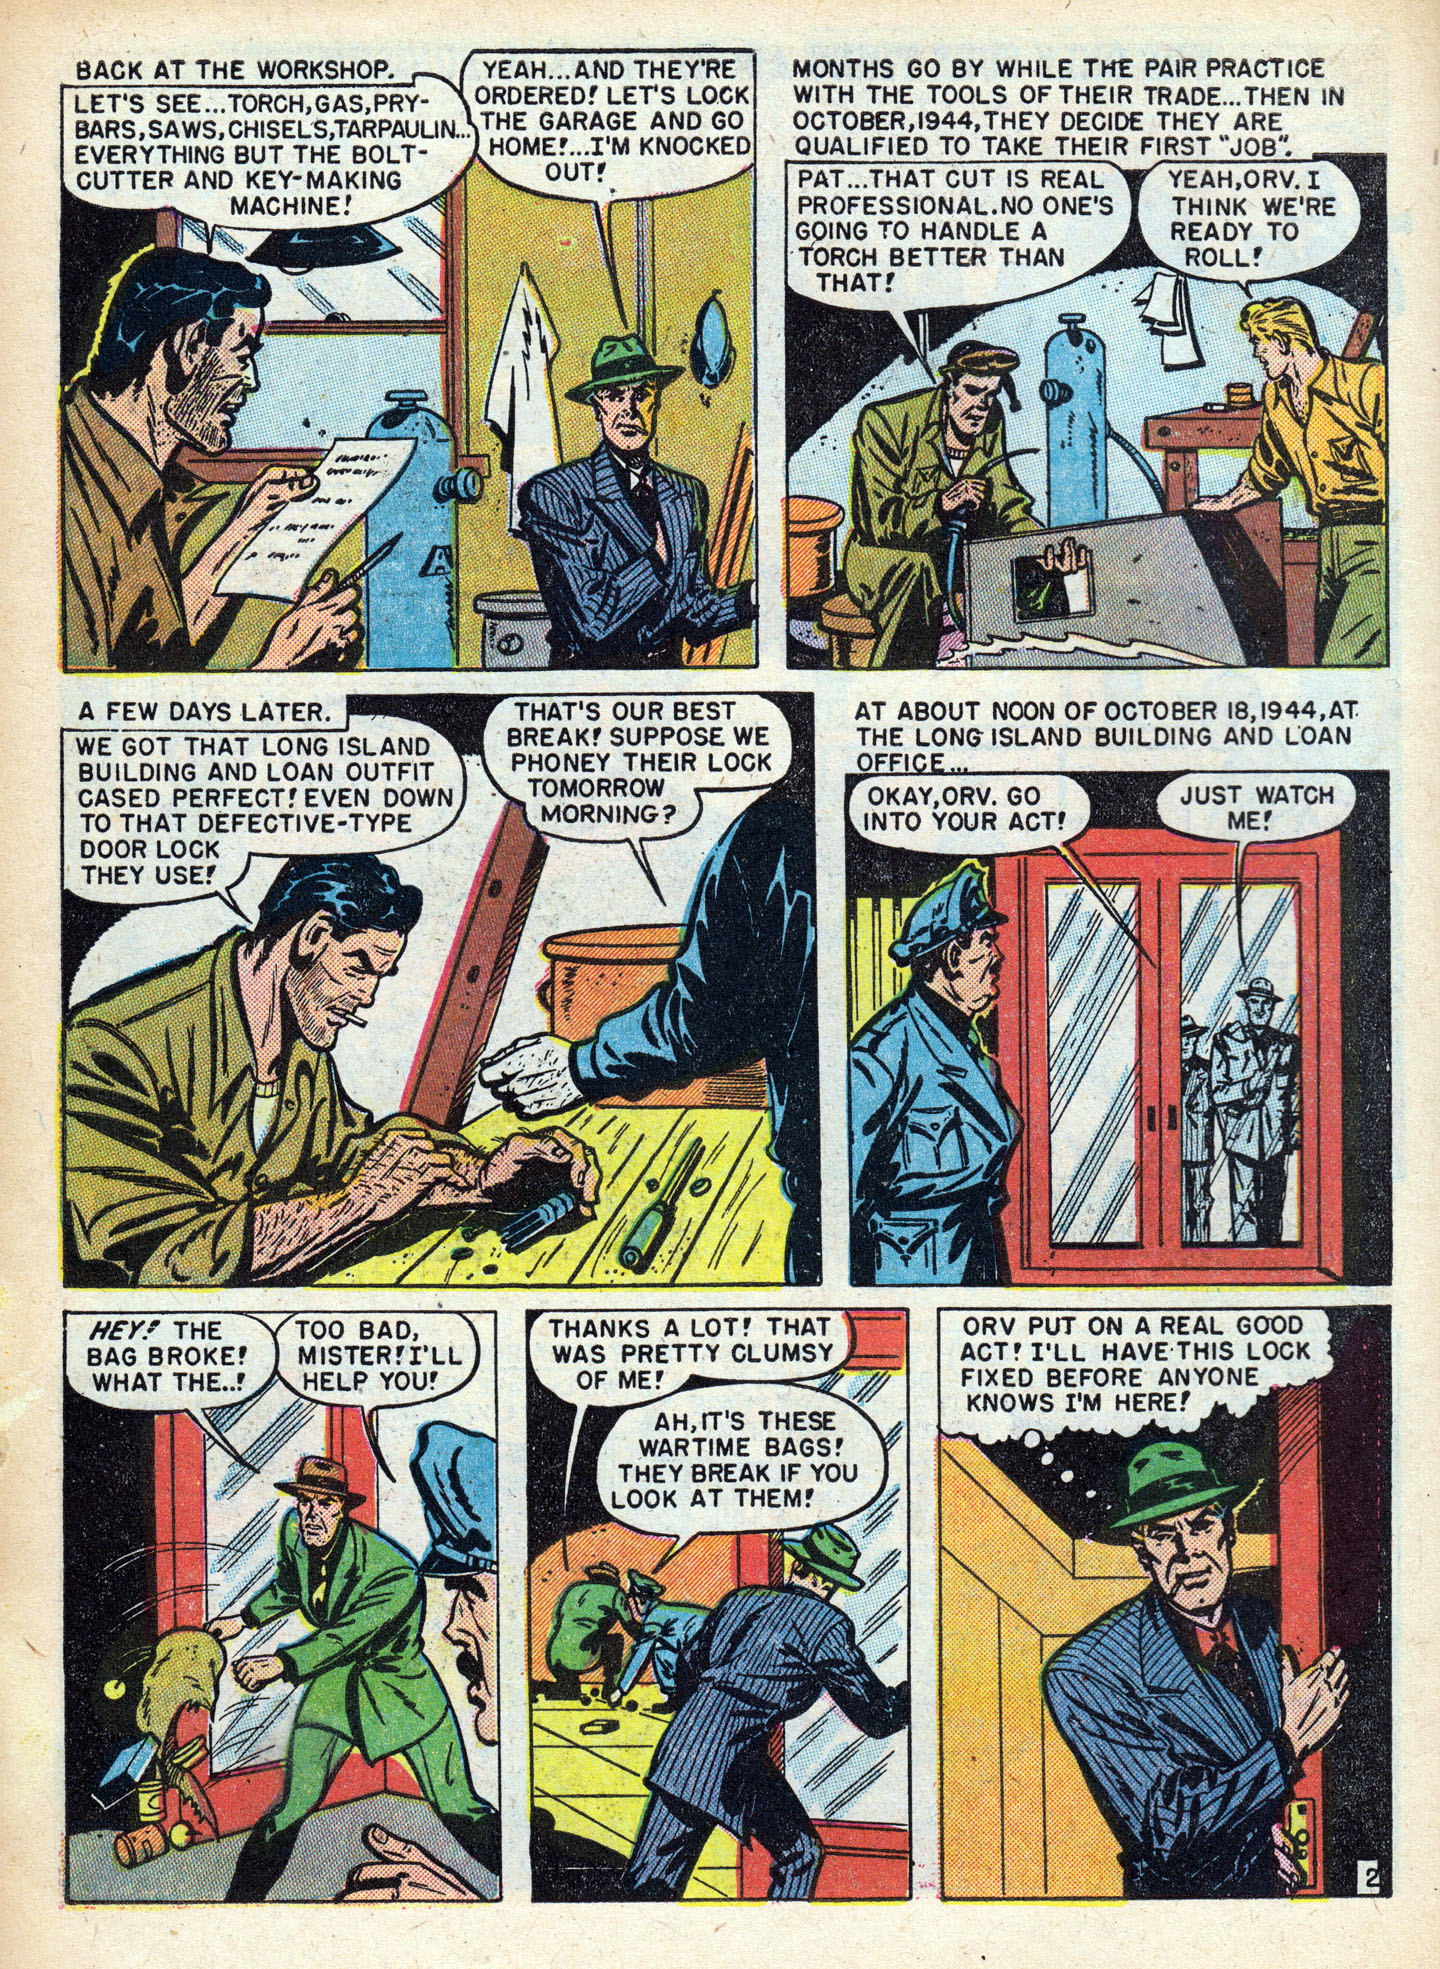 BACK AT THE WORKSHOP.
LET'S SEE...TORCH,GAS,PRY-
BARS,SAWS,CHISELS,TARPAULIN...
EVERYTHING BUT THE BOLT-
CUTTER AND KEY-MAKING
MACHINE!
YEAH...AND THEY'RE
ORDERED! LET'S LOCK
THE GARAGE AND GO
HOME!...I'M KNOCKED
OUT!
MONTHS GO BY WHILE THE PAIR PRACTICE
WITH THE TOOLS OF THEIR TRADE...THEN IN
OCTOBER,1944,THEY DECIDE THEY ARE
QUALIFIED TO TAKE THEIR FIRST "JOB".
PAT...THAT CUT IS REAL
PROFESSIONAL.NO ONE'S
GOING TO HANDLE A
TORCH BETTER THAN
THAT!
YEAH,ORV. I
THINK WE'RE
READY TO
ROLL!
A FEW DAYS LATER.
WE GOT THAT LONG ISLAND
BUILDING AND LOAN OUTFIT
CASED PERFECT! EVEN DOWN
TO THAT DEFECTIVE-TYPE
DOOR LOCK
THEY USE!
THAT'S OUR BEST
BREAK! SUPPOSE WE
PHONEY THEIR LOCK
TOMORROW
MORNING?
AT ABOUT NOON OF OCTOBER 18,1944,AT
THE LONG ISLAND BUILDING AND LOAN
OFFICE...
OKAY,ORV. GO
INTO YOUR ACT!
JUST WATCH
ME!
HEY! THE
BAG BROKE!
WHAT THE..!
TOO BAD,
MISTER! I'LL
HELP YOU!
THANKS A LOT! THAT
WAS PRETTY CLUMSY
OF ME!
AH,IT'S THESE
WARTIME BAGS!
THEY BREAK IF YOU
LOOK AT THEM!
ORV PUT ON A REAL GOOD
ACT! I'LL HAVE THIS LOCK
FIXED BEFORE ANYONE
KNOWS I'M HERE!
2